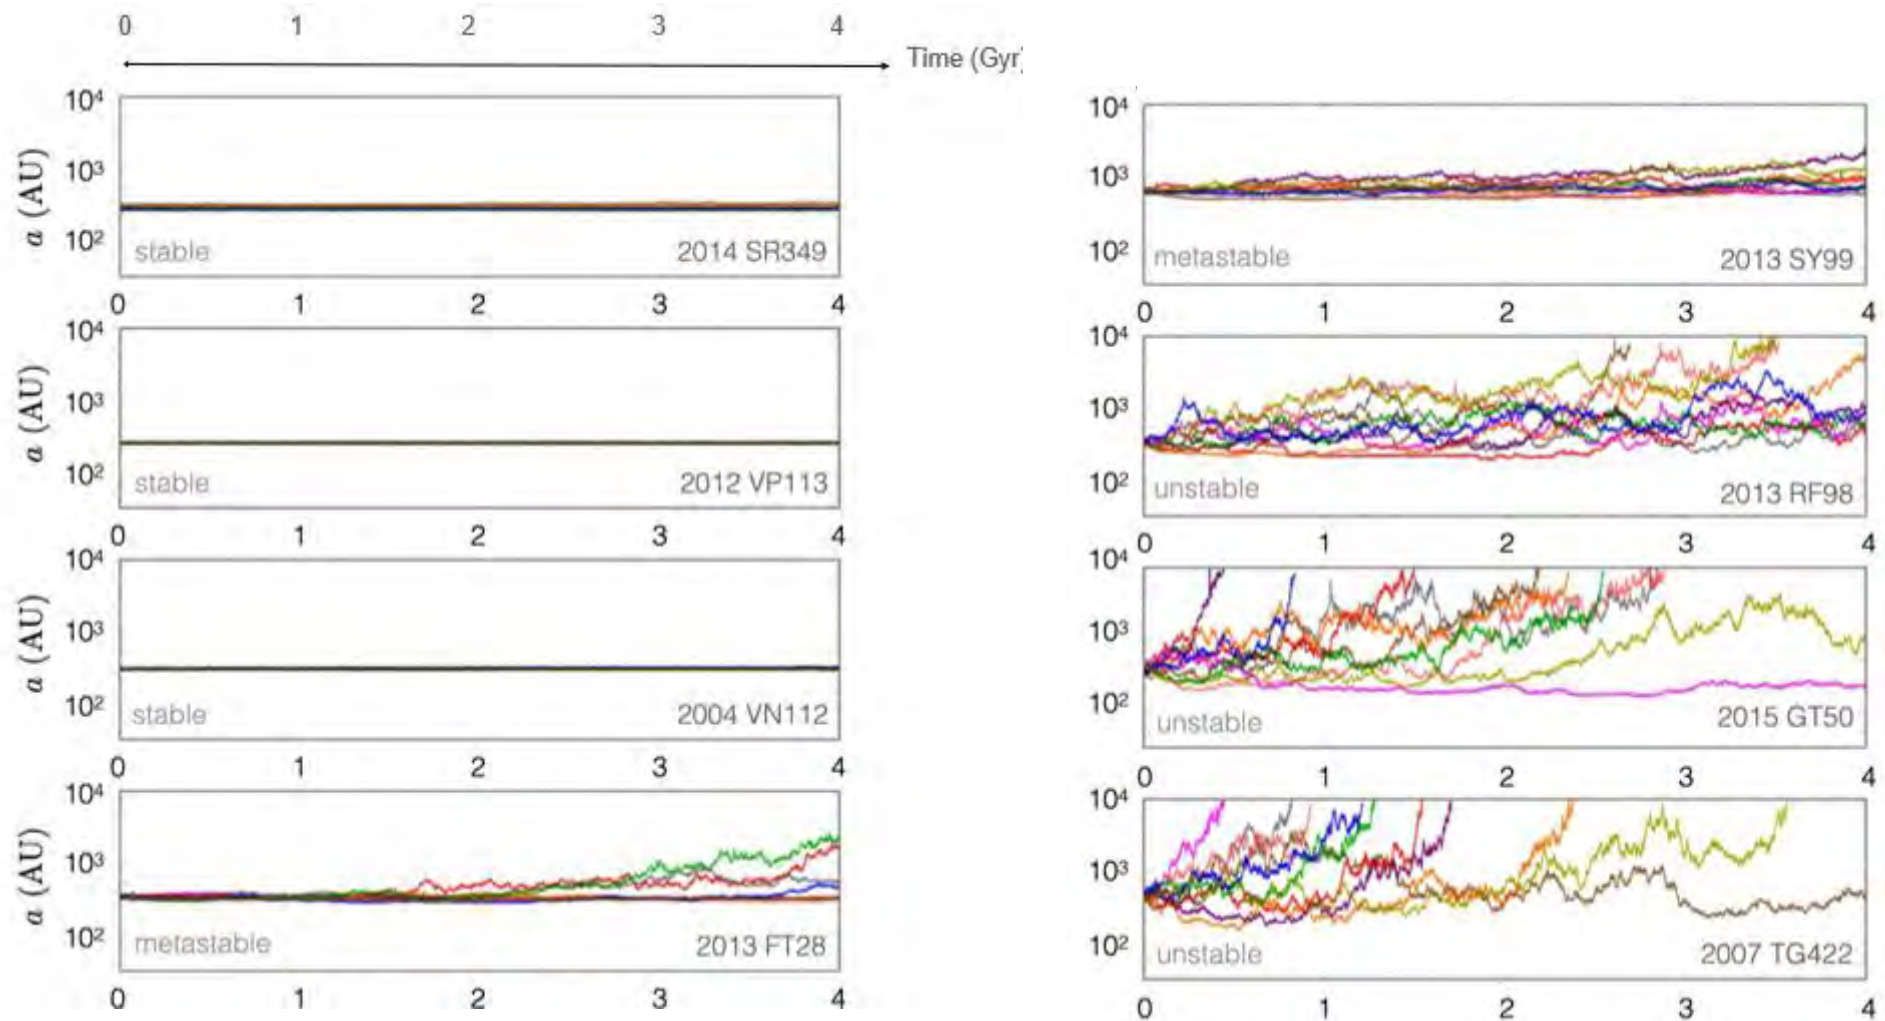 0 1 2 3 4
Time (Gyr)
10⁴
10³
10²
a (AU)
stable
2014 SR349
0 1 2 3 4
10⁴
10³
10²
a (AU)
stable
2012 VP113
0 1 2 3 4
10⁴
10³
10²
a (AU)
stable
2004 VN112
0 1 2 3 4
10⁴
10³
10²
a (AU)
metastable
2013 FT28
0 1 2 3 4
10⁴
10³
10²
metastable
2013 SY99
0 1 2 3 4
10⁴
10³
10²
unstable
2013 RF98
0 1 2 3 4
10⁴
10³
10²
unstable
2015 GT50
0 1 2 3 4
10⁴
10³
10²
unstable
2007 TG422
0 1 2 3 4